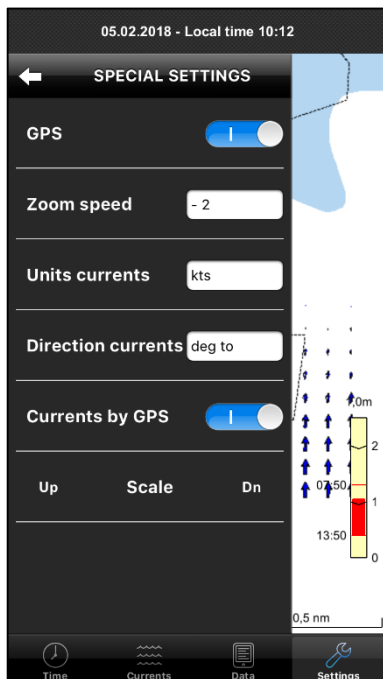 05.02.2018 - Local time 10:12
SPECIAL SETTINGS
GPS
Zoom speed - 2
Units currents kts
Direction currents deg to
Currents by GPS
Up Scale Dn
2
07:50
1
13:50
0
0,5 nm
Time Currents Data Settings